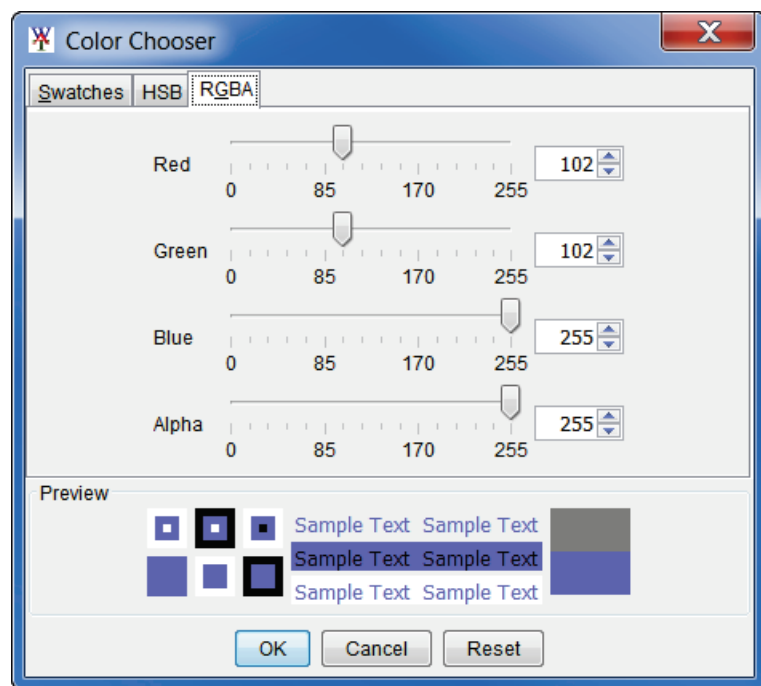 Color Chooser
Swatches HSB RGBA
Red 102
0 85 170 255
Green 102
0 85 170 255
Blue 255
0 85 170 255
Alpha 255
0 85 170 255
Preview
Sample Text Sample Text
Sample Text Sample Text
Sample Text Sample Text
OK Cancel Reset